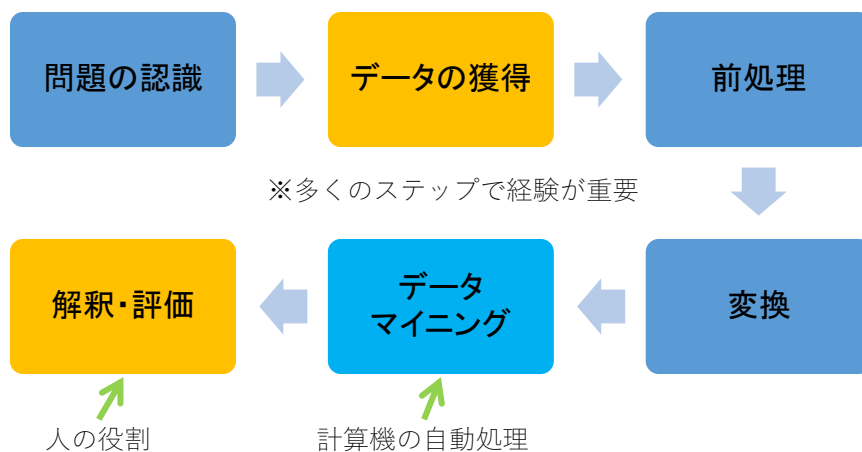 問題の認識
データの獲得
前処理
※多くのステップで経験が重要
解釈・評価
データ
マイニング
変換
人の役割
計算機の自動処理